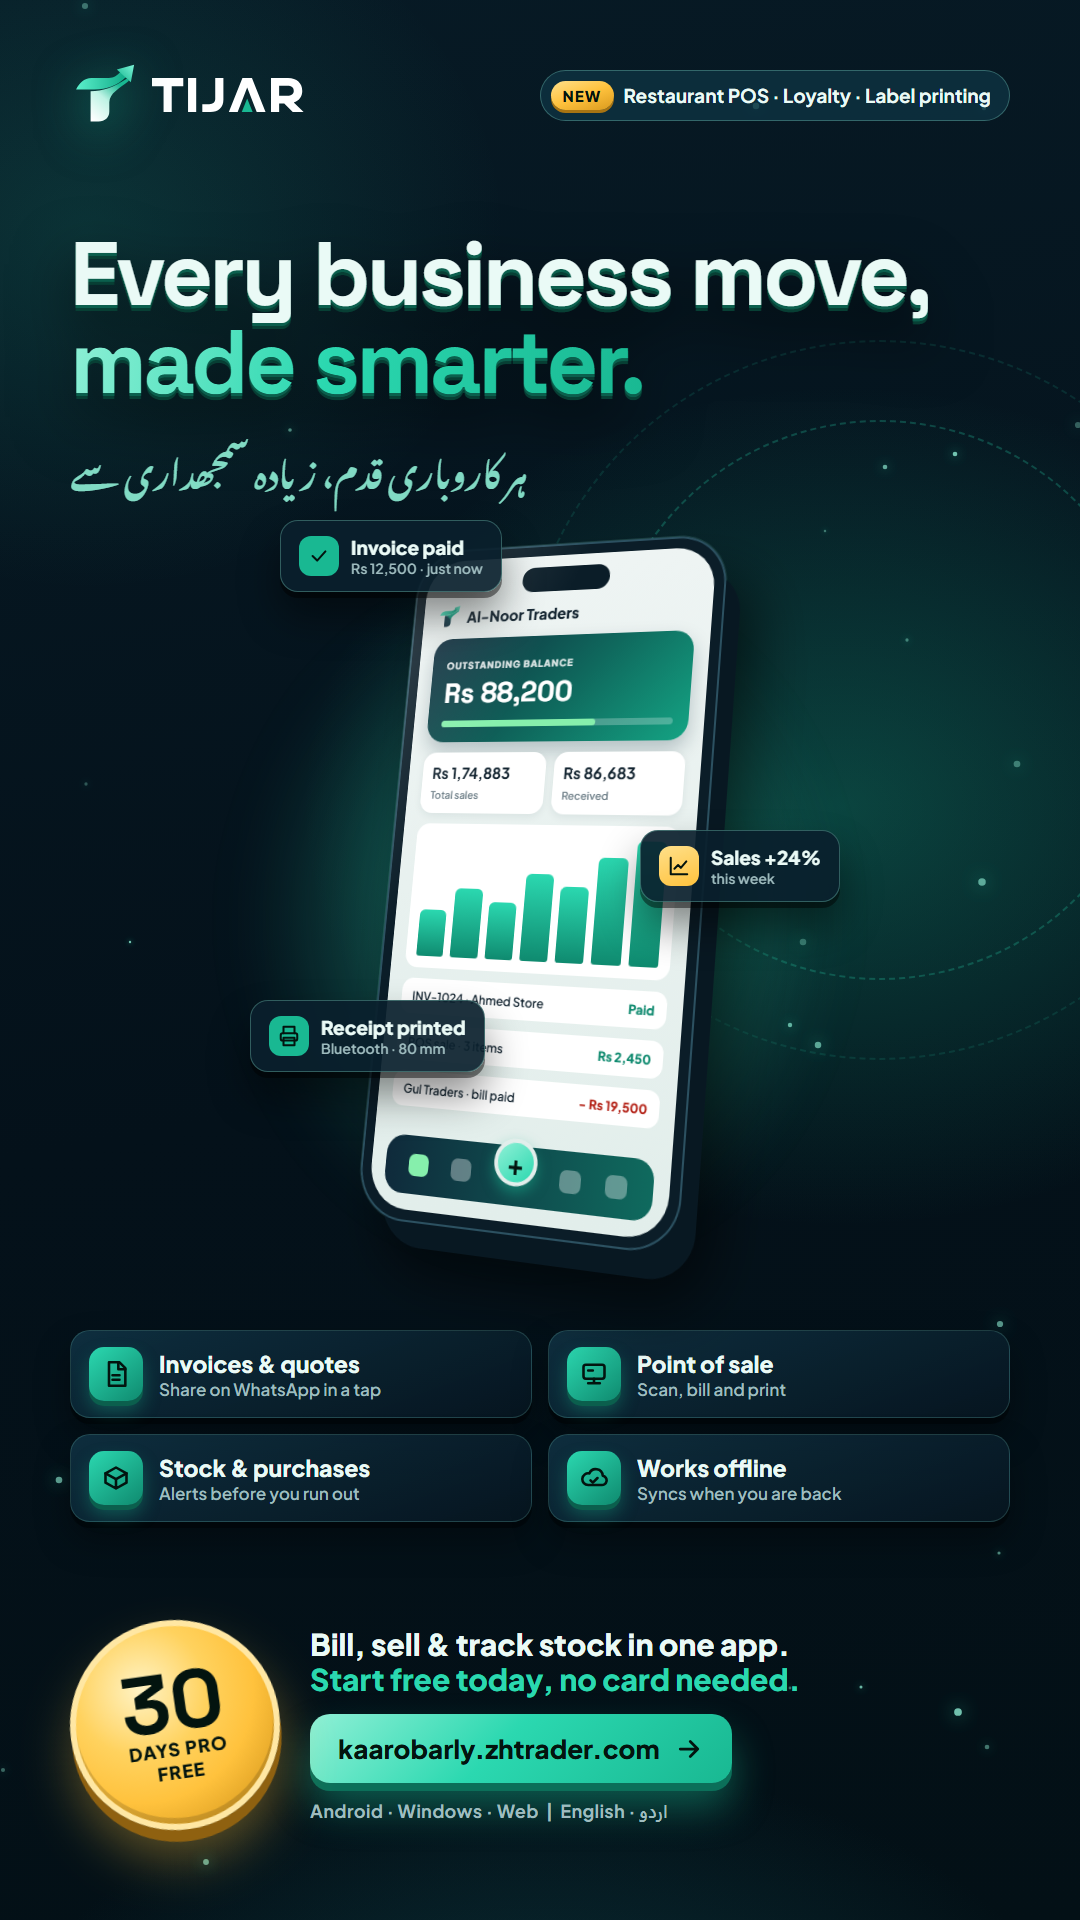 TIJAR
NEW Restaurant POS · Loyalty · Label printing
Every business move,
made smarter.
ہر کاروباری قدم، زیادہ سمجھداری سے
Invoice paid
Rs 12,500 · just now
Al-Noor Traders
OUTSTANDING BALANCE
Rs 88,200
Rs 1,74,883
Total sales
Rs 86,683
Received
Sales +24%
this week
INV-1024 · Ahmed Store Paid
Receipt printed
Bluetooth · 80 mm
3 items Rs 2,450
Gul Traders · bill paid - Rs 19,500
+
Invoices & quotes
Share on WhatsApp in a tap
Point of sale
Scan, bill and print
Stock & purchases
Alerts before you run out
Works offline
Syncs when you are back
30
DAYS PRO
FREE
Bill, sell & track stock in one app.
Start free today, no card needed.
kaarobarly.zhtrader.com →
Android · Windows · Web | English · اردو